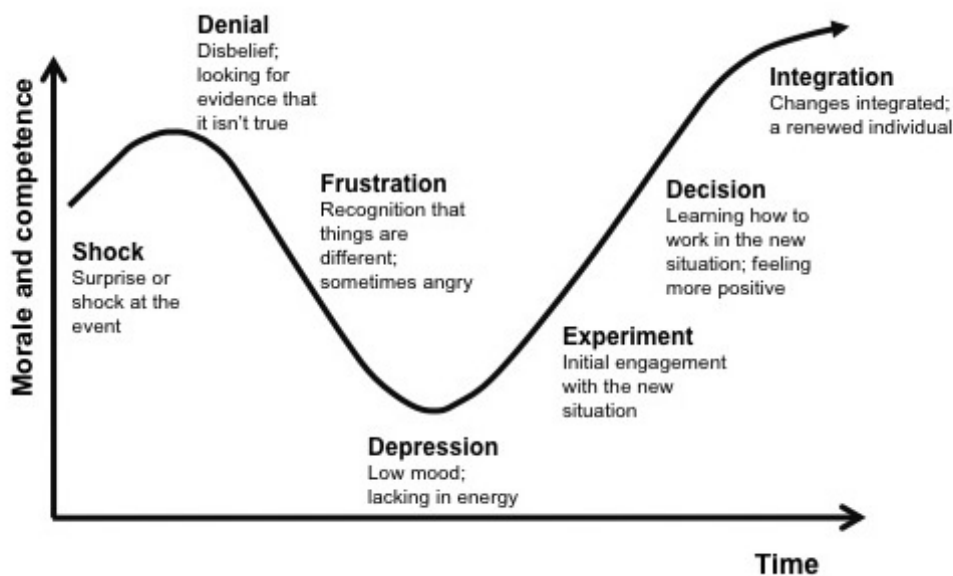 Denial
Disbelief;
looking for
evidence that
it isn't true
Integration
Changes integrated;
a renewed individual
Frustration
Recognition that
things are
different;
sometimes angry
Decision
Learning how to
work in the new
situation; feeling
more positive
Shock
Surprise or
shock at the
event
Experiment
Initial engagement
with the new
situation
Depression
Low mood;
lacking in energy
Morale and competence
Time